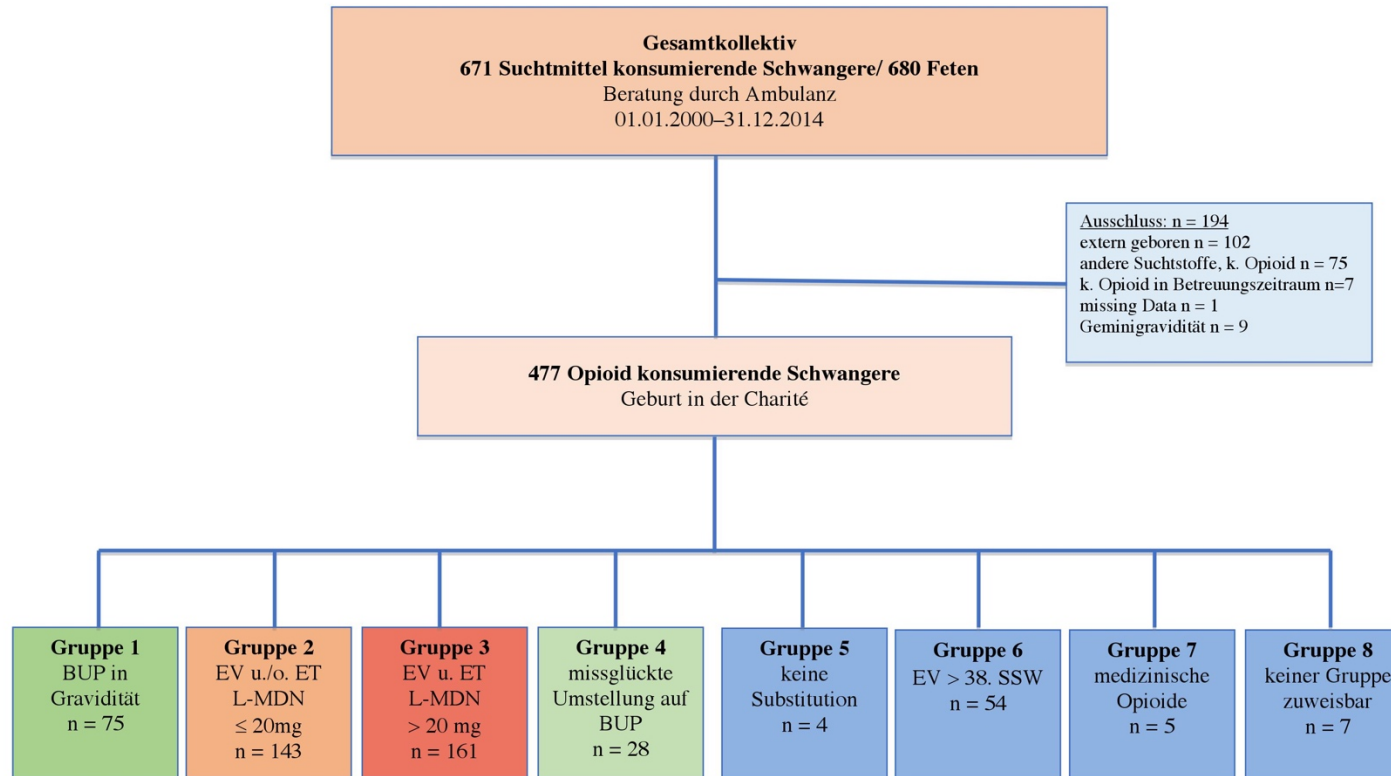 Gesamtkollektiv
671 Suchtmittel konsumierende Schwangere/ 680 Feten
Beratung durch Ambulanz
01.01.2000–31.12.2014
Ausschluss: n = 194
extern geboren n = 102
andere Suchtstoffe, k. Opioid n = 75
k. Opioid in Betreuungszeitraum n=7
missing Data n = 1
Geminigravidität n = 9
477 Opioid konsumierende Schwangere
Geburt in der Charité
Gruppe 1
BUP in
Gravidität
n = 75
Gruppe 2
EV u./o. ET
L-MDN
≤ 20mg
n = 143
Gruppe 3
EV u. ET
L-MDN
> 20 mg
n = 161
Gruppe 4
missglückte
Umstellung auf
BUP
n = 28
Gruppe 5
keine
Substitution
n = 4
Gruppe 6
EV > 38. SSW
n = 54
Gruppe 7
medizinische
Opioide
n = 5
Gruppe 8
keiner Gruppe
zuweisbar
n = 7